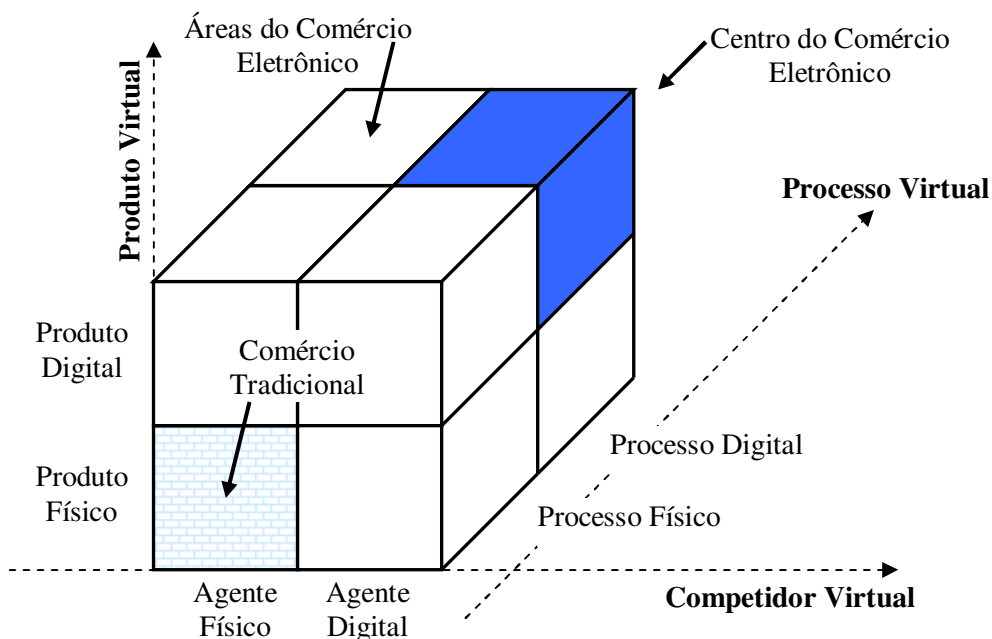 Áreas do Comércio
Eletrônico
Centro do Comércio
Eletrônico
Produto Virtual
Processo Virtual
Produto
Digital
Comércio
Tradicional
Produto
Físico
Processo Digital
Processo Físico
Agente
Físico
Agente
Digital
Competidor Virtual